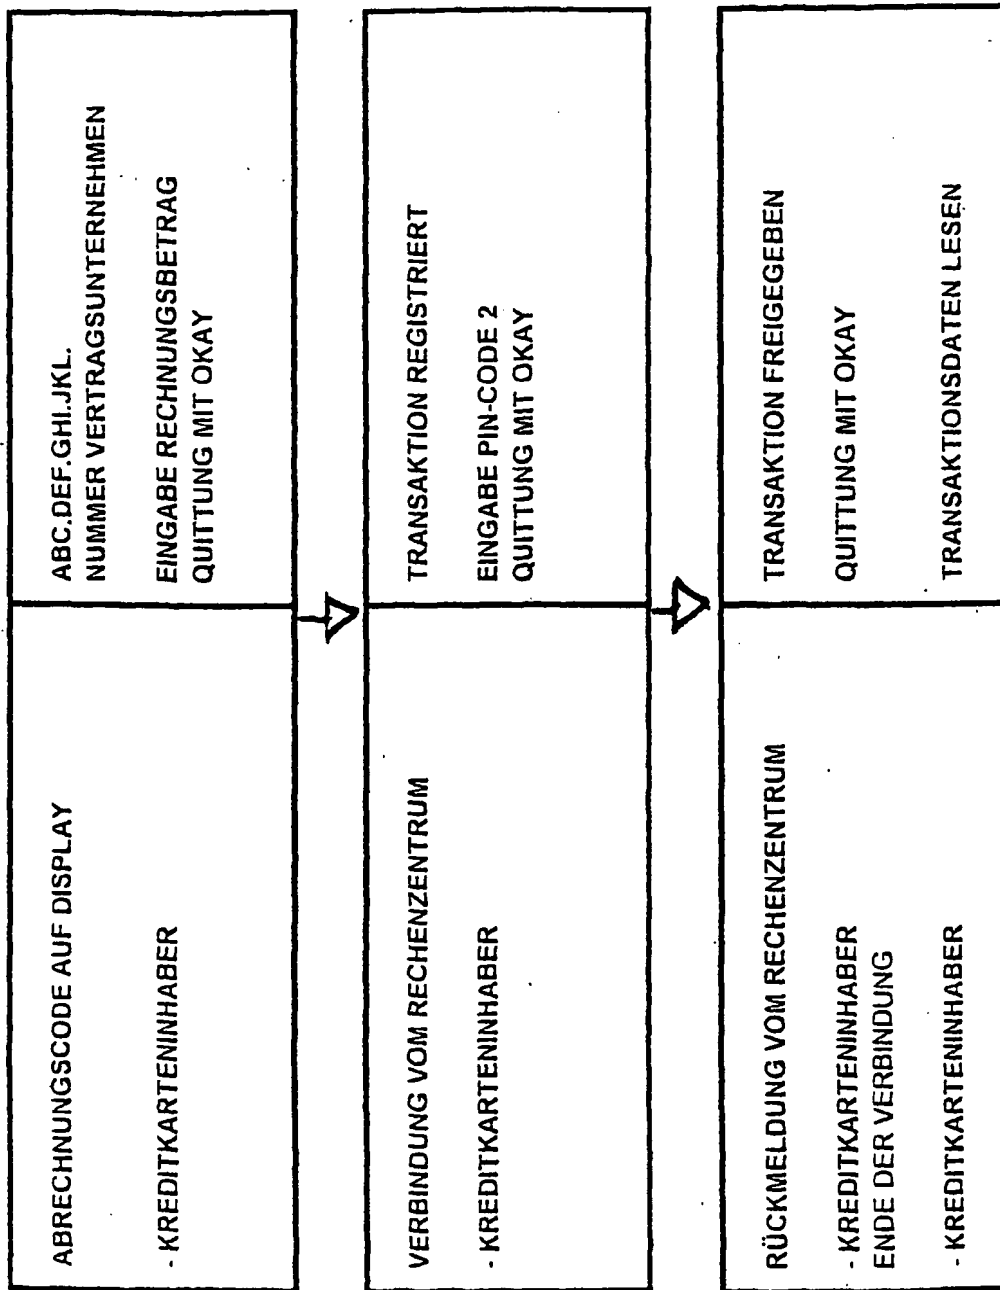 ABRECHNUNGSCODE AUF DISPLAY
- KREDITKARTENINHABER
ABC.DEF.GHI.JKL.
NUMMER VERTRAGSUNTERNEHMEN
EINGABE RECHNUNGSBETRAG
QUITTUNG MIT OKAY
VERBINDUNG VOM RECHENZENTRUM
- KREDITKARTENINHABER
TRANSAKTION REGISTRIERT
EINGABE PIN-CODE 2
QUITTUNG MIT OKAY
RÜCKMELDUNG VOM RECHENZENTRUM
- KREDITKARTENINHABER
ENDE DER VERBINDUNG
- KREDITKARTENINHABER
TRANSAKTION FREIGEGEBEN
QUITTUNG MIT OKAY
TRANSAKTIONSDATEN LESEN